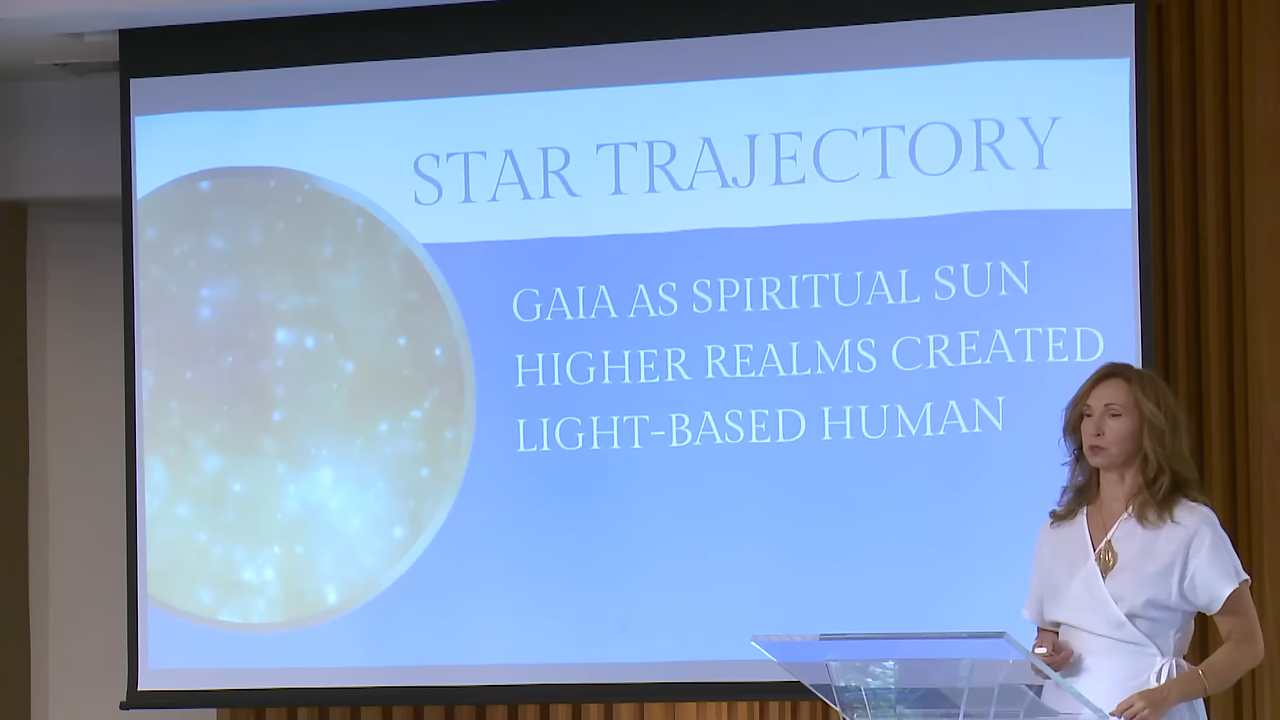 STAR TRAJECTORY
GAIA AS SPIRITUAL SUN
HIGHER REALMS CREATED
LIGHT-BASED HUMAN